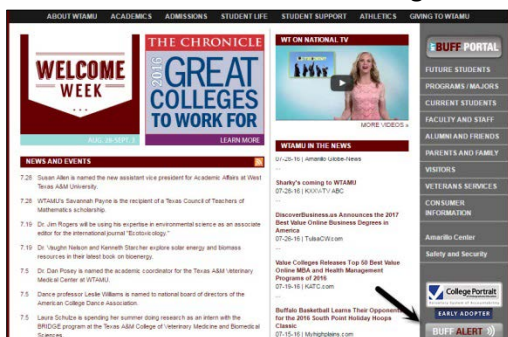 ABOUT WTAMU ACADEMICS ADMISSIONS STUDENT LIFE STUDENT SUPPORT ATHLETICS GIVING TO WTAMU
WELCOME
WEEK
AUG. 26-SEPT. 3
THE CHRONICLE
2016
GREAT
COLLEGES
TO WORK FOR
LEARN MORE
NEWS AND EVENTS
7.28 Susan Allen is named the new assistant vice president for Academic Affairs at West
Texas A&M University.
7.28 WTAMU's Savannah Payne is the recipient of a Texas Council of Teachers of
Mathematics scholarship.
7.19 Dr. Jim Rogers will be using his expertise in environmental science as an associate
editor for the international journal "Ecotoxicology."
7.19 Dr. Vaughn Nelson and Kenneth Starcher explore solar energy and biomass
resources in their latest book on bioenergy.
7.5 Dr. Dan Posey is named the academic coordinator for the Texas A&M Veterinary
Medical Center at WTAMU.
7.5 Dance professor Leslie Williams is named to national board of directors of the
American College Dance Association.
7.5 Laura Schulze is spending her summer doing research as an intern with the
BRIDGE program at the Texas A&M College of Veterinary Medicine and Biomedical
Sciences.
WT ON NATIONAL TV
MORE VIDEOS »
WTAMU IN THE NEWS
07-28-16 | Amarillo Globe-News
...
Sharky's coming to WTAMU
07-28-16 | KXXV-TV ABC
...
DiscoverBusiness.us Announces the 2017
Best Value Online Business Degrees in
America
07-26-16 | TulsaCW.com
...
Value Colleges Releases Top 50 Best Value
Online MBA and Health Management
Programs of 2016
07-19-16 | KATC.com
...
Buffalo Basketball Learns Their Opponents
for the 2016 South Point Holiday Hoops
Classic
07-15-16 | Myhighplains.com
BUFF PORTAL
FUTURE STUDENTS
PROGRAMS / MAJORS
CURRENT STUDENTS
FACULTY AND STAFF
ALUMNI AND FRIENDS
PARENTS AND FAMILY
VISITORS
VETERANS SERVICES
CONSUMER
INFORMATION
Amarillo Center
Safety and Security
College Portrait
EARLY ADOPTER
BUFF ALERT